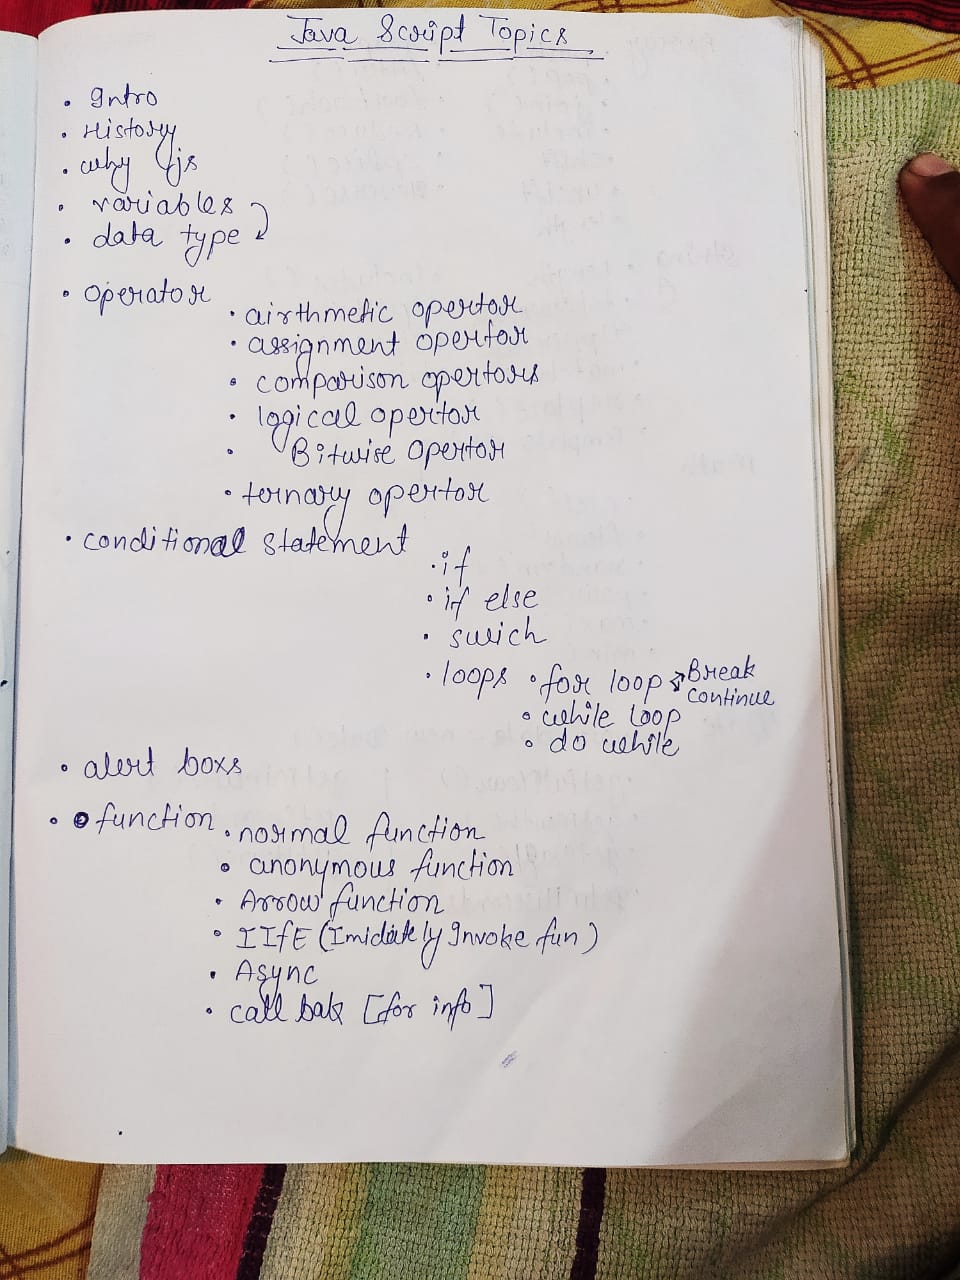 Java Script Topics
• Intro
• History
• why js
• variables
• data type
• operator
• airthmetic opertor
• assignment opertor
• comparison opertors
• logical opertor
• Bitwise Opertor
• ternary opertor
• conditional statement
• if
• if else
• swich
• loops • for loop Break
continue
• while loop
• do while
• alert boxs
• function • normal function
• anonymous function
• Arrow function
• IIFE (Imidiately Invoke fun)
• Async
• call bak [for info]